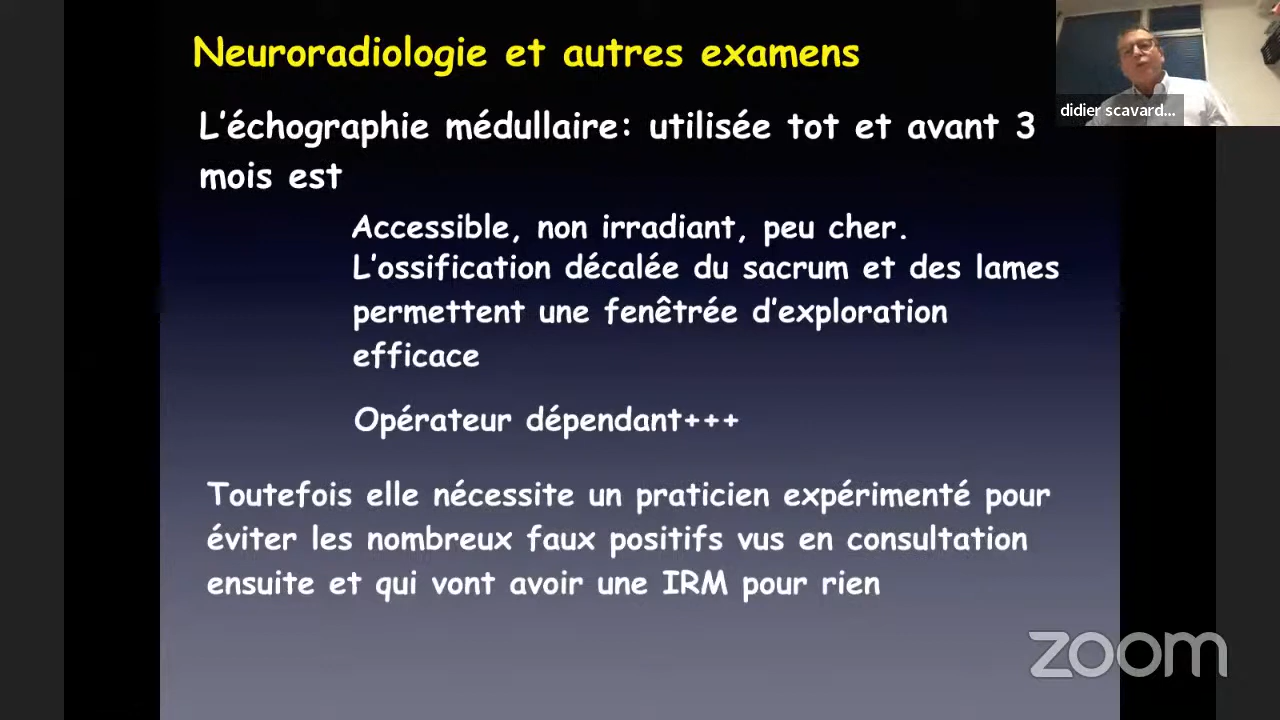 Neuroradiologie et autres examens
didier scavard...
L'échographie médullaire: utilisée tot et avant 3
mois est
Accessible, non irradiant, peu cher.
L'ossification décalée du sacrum et des lames
permettent une fenêtrée d'exploration
efficace
Opérateur dépendant+++
Toutefois elle nécessite un praticien expérimenté pour
éviter les nombreux faux positifs vus en consultation
ensuite et qui vont avoir une IRM pour rien
zoom